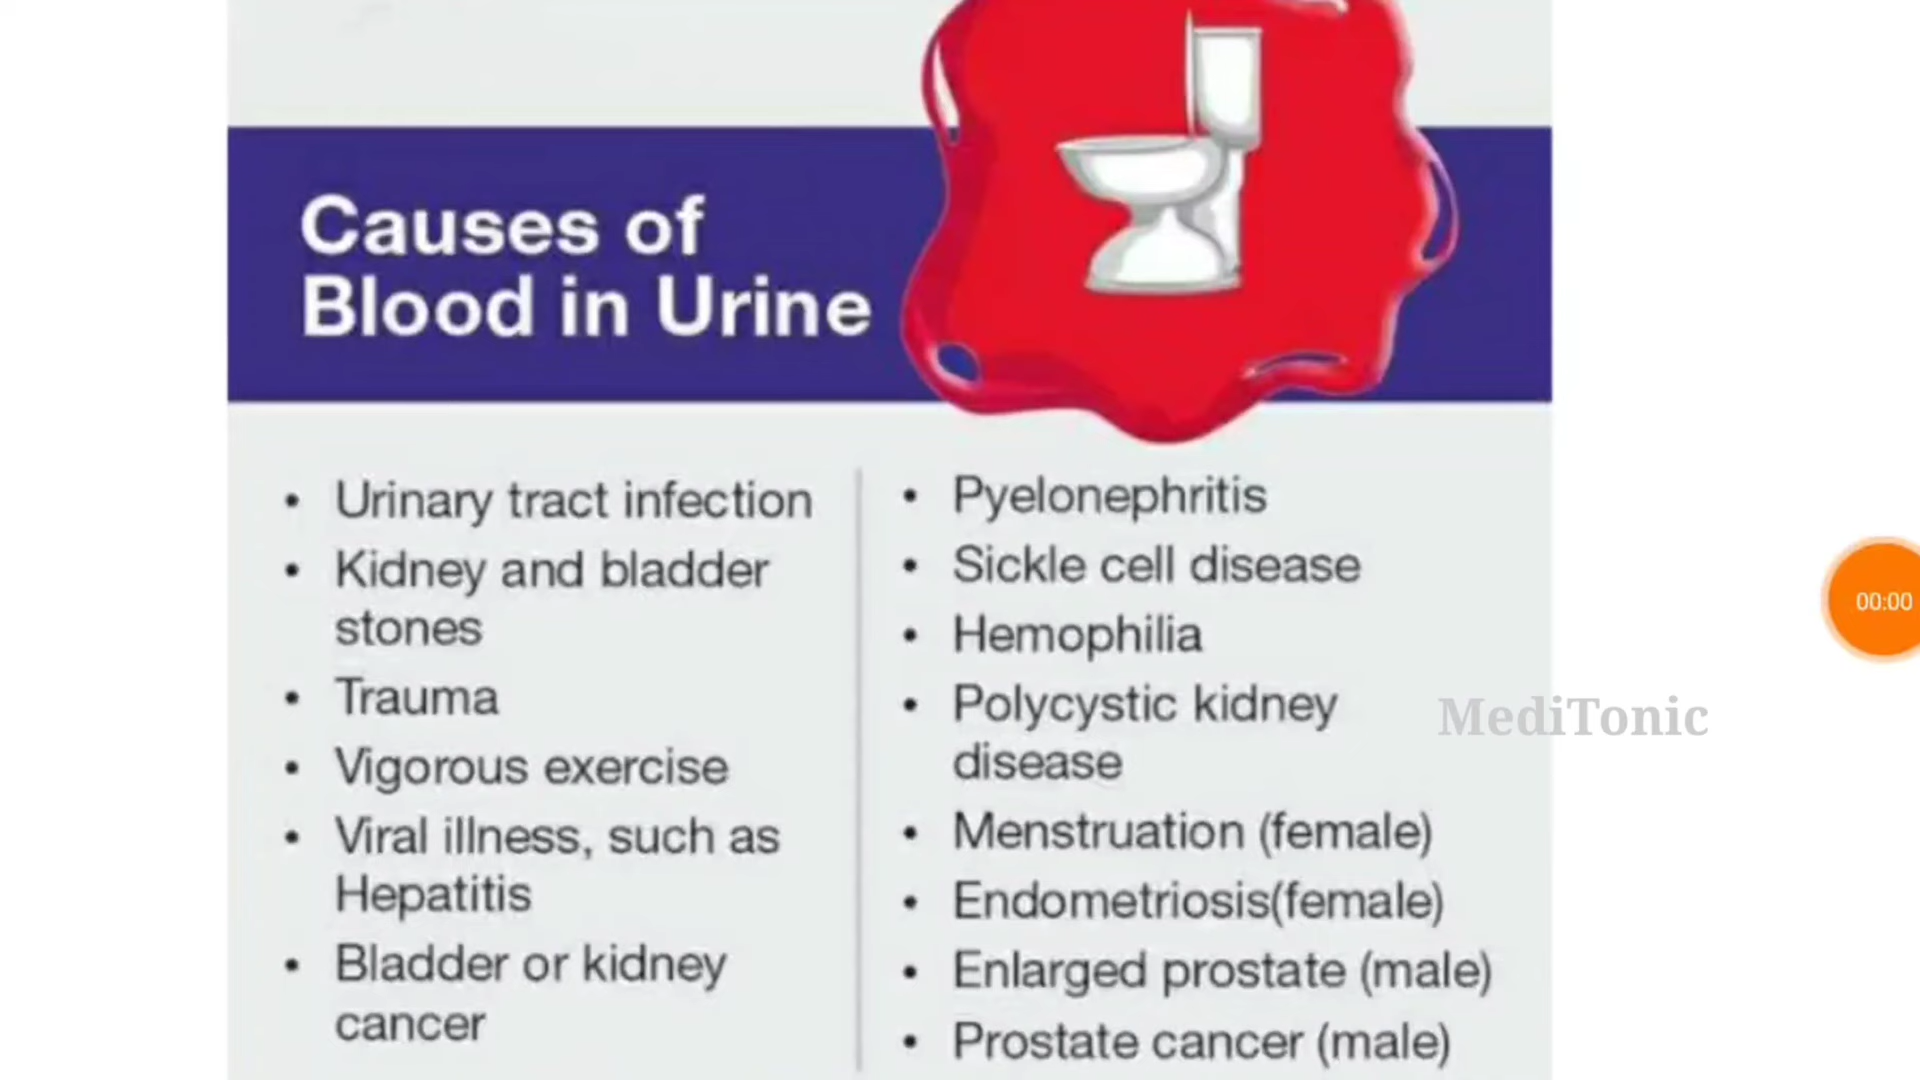 Causes of
Blood in Urine
• Urinary tract infection
• Kidney and bladder
stones
• Trauma
• Vigorous exercise
• Viral illness, such as
Hepatitis
• Bladder or kidney
cancer
• Pyelonephritis
• Sickle cell disease
• Hemophilia
• Polycystic kidney
disease
• Menstruation (female)
• Endometriosis(female)
• Enlarged prostate (male)
• Prostate cancer (male)
MediTonic
00:00